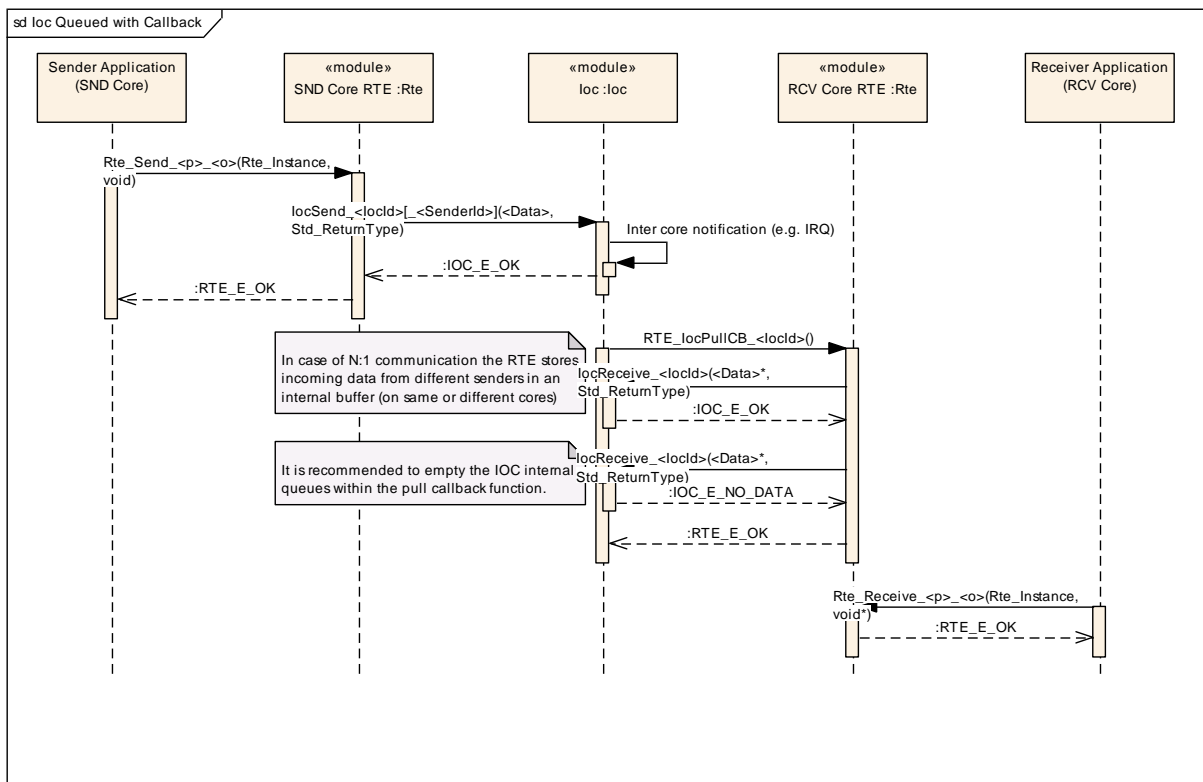 sd Ioc Queued with Callback
Sender Application
(SND Core)
«module»
SND Core RTE :Rte
«module»
Ioc :Ioc
«module»
RCV Core RTE :Rte
Receiver Application
(RCV Core)
Rte_Send_<p>_<o>(Rte_Instance,
void)
IocSend_<IocId>[_<SenderId>](<Data>,
Std_ReturnType)
Inter core notification (e.g. IRQ)
:IOC_E_OK
:RTE_E_OK
RTE_IocPullCB_<IocId>()
In case of N:1 communication the RTE stores
incoming data from different senders in an
internal buffer (on same or different cores)
IocReceive_<IocId>(<Data>*,
Std_ReturnType)
:IOC_E_OK
It is recommended to empty the IOC internal
queues within the pull callback function.
IocReceive_<IocId>(<Data>*,
Std_ReturnType)
:IOC_E_NO_DATA
:RTE_E_OK
Rte_Receive_<p>_<o>(Rte_Instance,
void*)
:RTE_E_OK